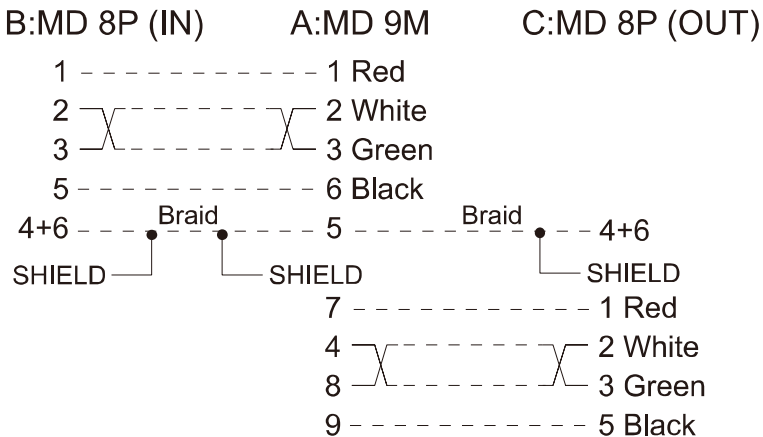 B:MD 8P (IN) A:MD 9M C:MD 8P (OUT)
1 1 Red
2 2 White
3 3 Green
5 6 Black
4+6 Braid 5 Braid 4+6
SHIELD SHIELD SHIELD
7 1 Red
4 2 White
8 3 Green
9 5 Black